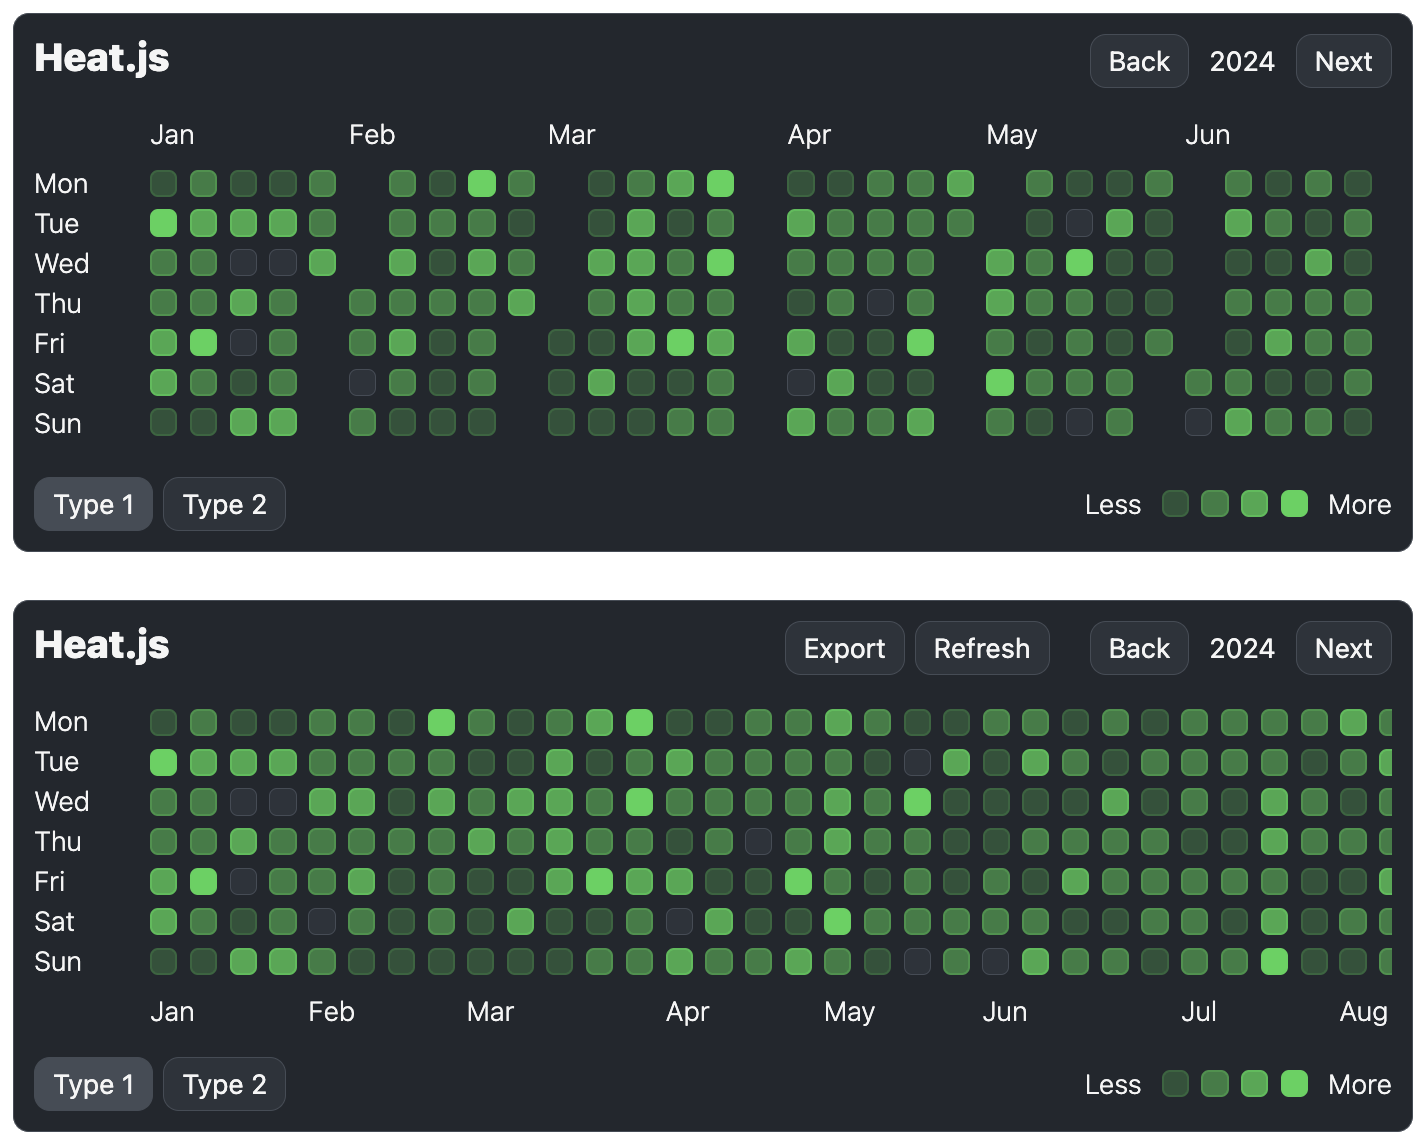 Heat.js Back 2024 Next
Jan Feb Mar Apr May Jun
Mon
Tue
Wed
Thu
Fri
Sat
Sun
Type 1 Type 2 Less More
Heat.js Export Refresh Back 2024 Next
Mon
Tue
Wed
Thu
Fri
Sat
Sun
Jan Feb Mar Apr May Jun Jul Aug
Type 1 Type 2 Less More